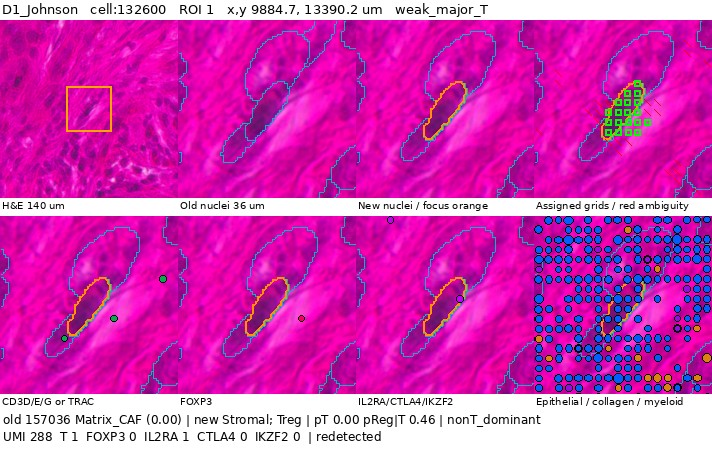 D1_Johnson cell:132600 ROI 1 x,y 9884.7, 13390.2 um weak_major_T
H&E 140 um
Old nuclei 36 um
New nuclei / focus orange
Assigned grids / red ambiguity
CD3D/E/G or TRAC
FOXP3
IL2RA/CTLA4/IKZF2
Epithelial / collagen / myeloid
old 157036 Matrix_CAF (0.00) | new Stromal; Treg | pT 0.00 pReg|T 0.46 | nonT_dominant
UMI 288 T 1 FOXP3 0 IL2RA 1 CTLA4 0 IKZF2 0 | redetected